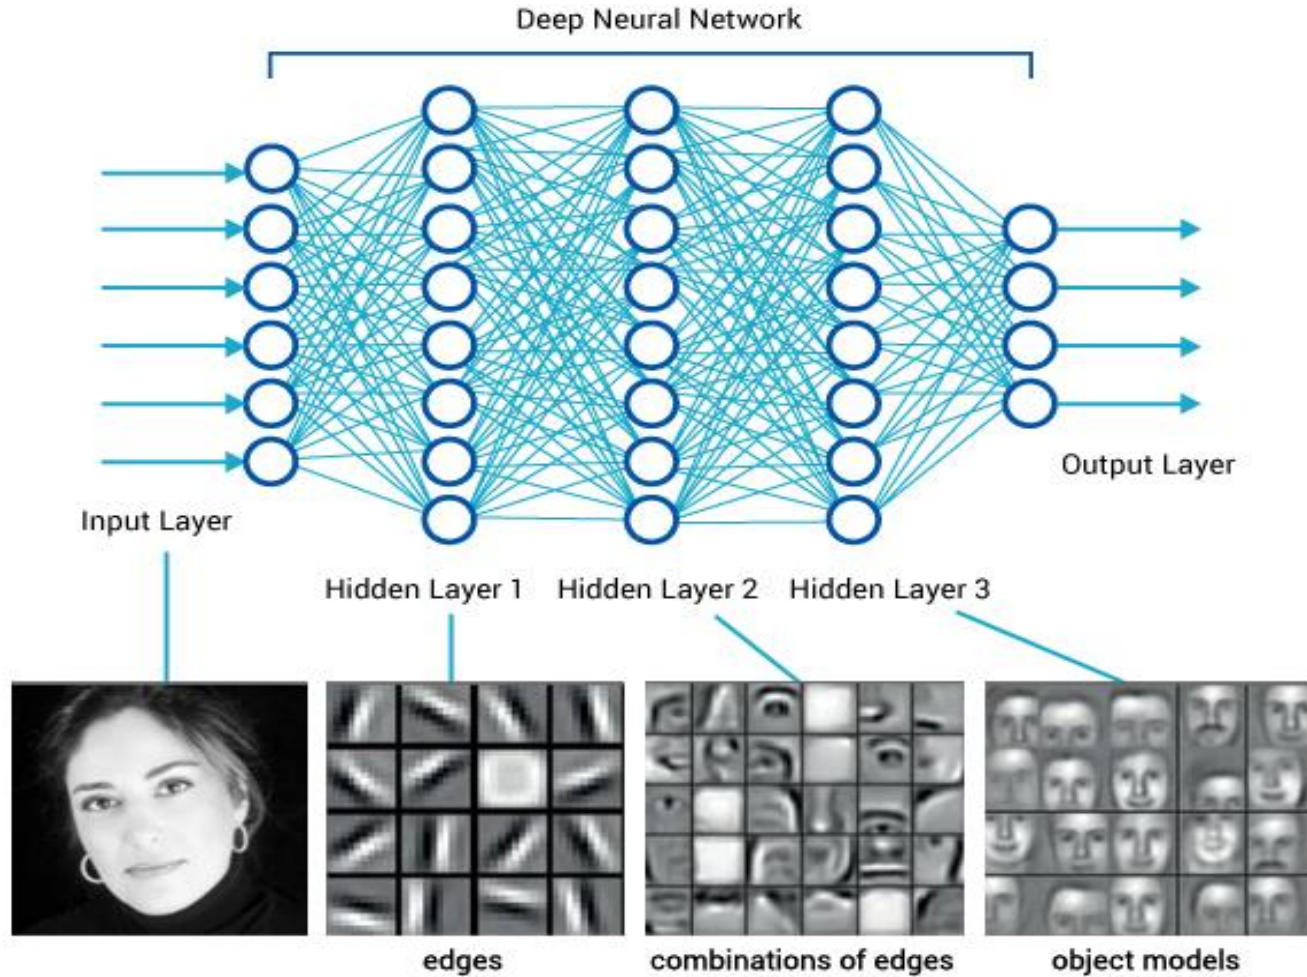 Deep Neural Network
Input Layer
Output Layer
Hidden Layer 1
Hidden Layer 2
Hidden Layer 3
edges
combinations of edges
object models